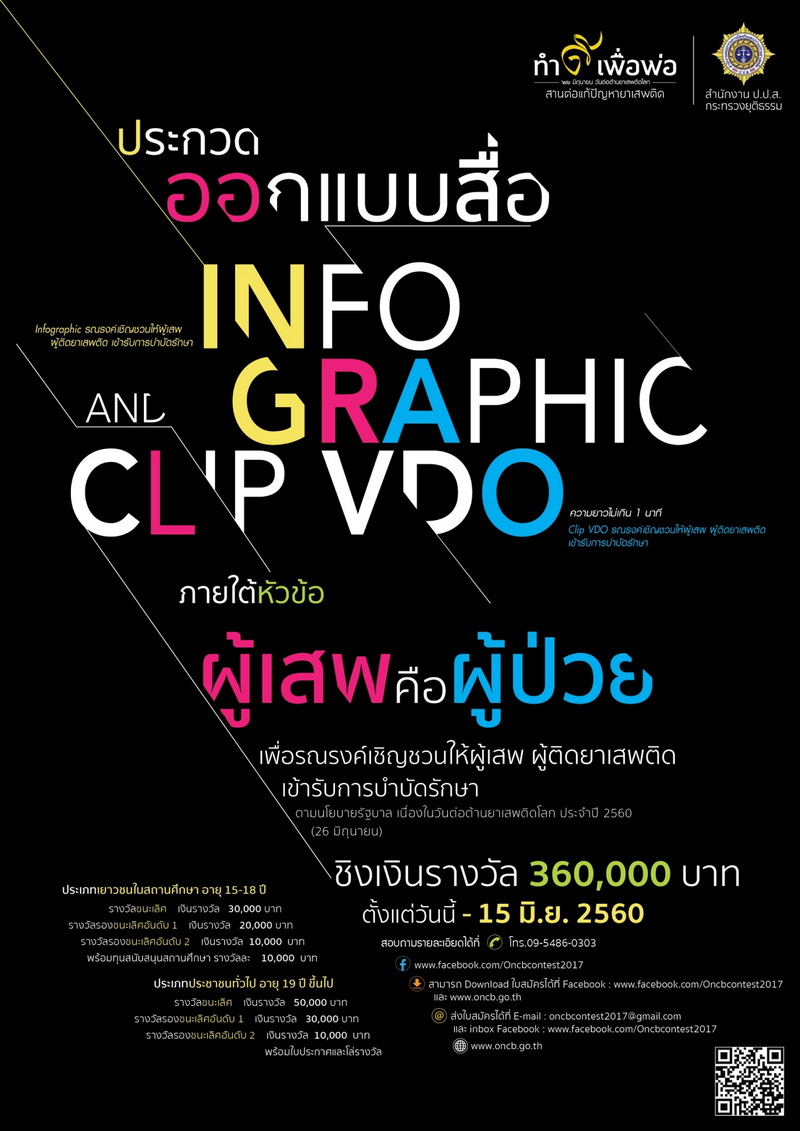 ทำดีเพื่อพ่อ
๒๖ มิถุนายน วันต่อต้านยาเสพติดโลก
สานต่อแก้ปัญหายาเสพติด
สำนักงาน ป.ป.ส.
กระทรวงยุติธรรม
ประกวด
ออกแบบสื่อ
INFO
Infographic รณรงค์เชิญชวนให้ผู้เสพ
ผู้ติดยาเสพติด เข้ารับการบำบัดรักษา
GRAPHIC
AND
CLIP VDO
ความยาวไม่เกิน 1 นาที
Clip VDO รณรงค์เชิญชวนให้ผู้เสพ ผู้ติดยาเสพติด
เข้ารับการบำบัดรักษา
ภายใต้หัวข้อ
ผู้เสพคือผู้ป่วย
เพื่อรณรงค์เชิญชวนให้ผู้เสพ ผู้ติดยาเสพติด
เข้ารับการบำบัดรักษา
ตามนโยบายรัฐบาล เนื่องในวันต่อต้านยาเสพติดโลก ประจำปี 2560
(26 มิถุนายน)
ชิงเงินรางวัล 360,000 บาท
ตั้งแต่วันนี้ - 15 มิ.ย. 2560
ประเภทเยาวชนในสถานศึกษา อายุ 15-18 ปี
รางวัลชนะเลิศ เงินรางวัล 30,000 บาท
รางวัลรองชนะเลิศอันดับ 1 เงินรางวัล 20,000 บาท
รางวัลรองชนะเลิศอันดับ 2 เงินรางวัล 10,000 บาท
พร้อมทุนสนับสนุนสถานศึกษา รางวัลละ 10,000 บาท
ประเภทประชาชนทั่วไป อายุ 19 ปี ขึ้นไป
รางวัลชนะเลิศ เงินรางวัล 50,000 บาท
รางวัลรองชนะเลิศอันดับ 1 เงินรางวัล 30,000 บาท
รางวัลรองชนะเลิศอันดับ 2 เงินรางวัล 10,000 บาท
พร้อมใบประกาศและโล่รางวัล
สอบถามรายละเอียดได้ที่ โทร.09-5486-0303
www.facebook.com/Oncbcontest2017
สามารถ Download ใบสมัครได้ที่ Facebook : www.facebook.com/Oncbcontest2017
และ www.oncb.go.th
ส่งใบสมัครได้ที่ E-mail : oncbcontest2017@gmail.com
และ inbox Facebook : www.facebook.com/Oncbcontest2017
www.oncb.go.th